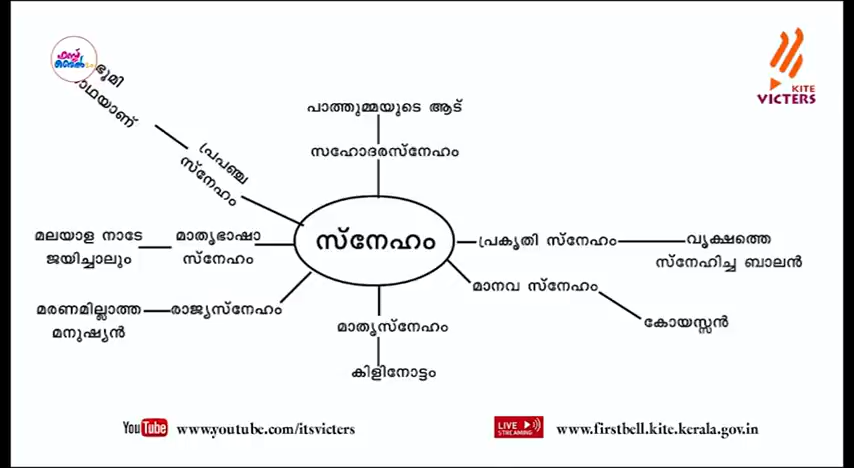 ഫസ്റ്റ്
ബെൽ
ഭൂമി
KITE
VICTERS
പാത്തുമ്മയുടെ ആട്
സഹോദരസ്നേഹം
പ്രപഞ്ച
സ്നേഹം
സ്നേഹം
മലയാള നാടേ
ജയിച്ചാലും
മാതൃഭാഷാ
സ്നേഹം
പ്രകൃതി സ്നേഹം
വൃക്ഷത്തെ
സ്നേഹിച്ച ബാലൻ
മാനവ സ്നേഹം
കോയസ്സൻ
മരണമില്ലാത്ത
മനുഷ്യൻ
രാജ്യസ്നേഹം
മാതൃസ്നേഹം
കിളിനോട്ടം
YouTube www.youtube.com/itsvicters
LIVE
STREAMING
www.firstbell.kite.kerala.gov.in